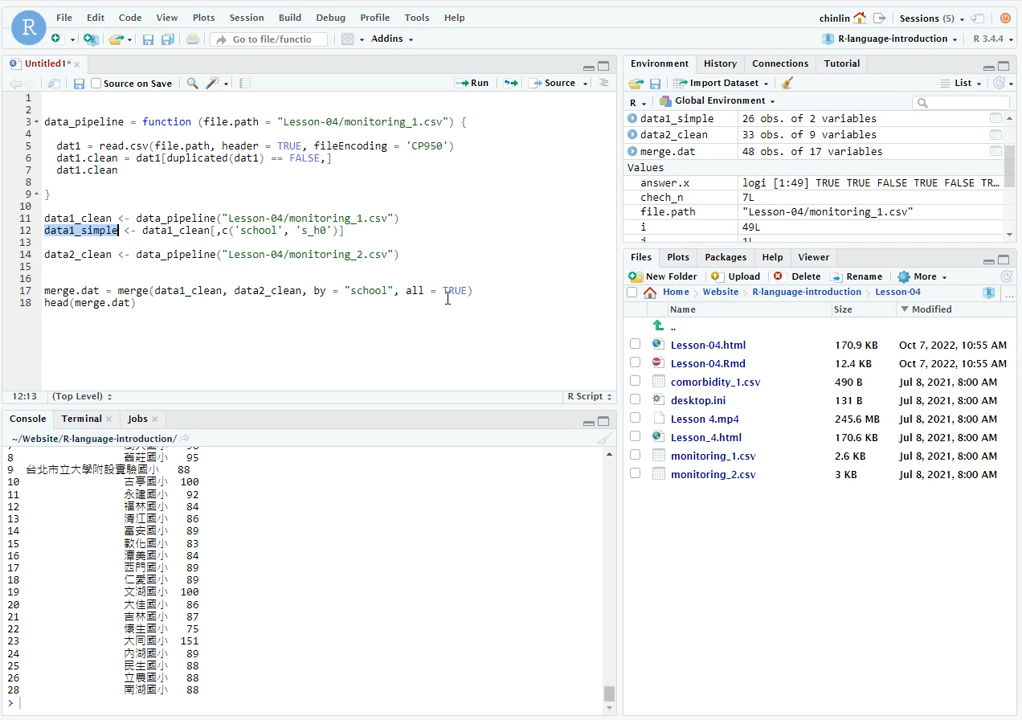 File Edit Code View Plots Session Build Debug Profile Tools Help
chinlin Sessions (5)
Go to file/functio Addins
R-language-introduction R 3.4.4
Untitled1*
Source on Save Run Source
1
2
3 data_pipeline = function (file.path = "Lesson-04/monitoring_1.csv") {
4
5 dat1 = read.csv(file.path, header = TRUE, fileEncoding = 'CP950')
6 dat1.clean = dat1[duplicated(dat1) == FALSE,]
7 dat1.clean
8
9 }
10
11 data1_clean <- data_pipeline("Lesson-04/monitoring_1.csv")
12 data1_simple <- data1_clean[,c('school', 's_h0')]
13
14 data2_clean <- data_pipeline("Lesson-04/monitoring_2.csv")
15
16
17 merge.dat = merge(data1_clean, data2_clean, by = "school", all = TRUE)
18 head(merge.dat)
12:13 (Top Level) R Script
Console Terminal Jobs
~/Website/R-language-introduction/
8 舊莊國小 95
9 台北市立大學附設實驗國小 88
10 古亭國小 100
11 永建國小 92
12 福林國小 84
13 清江國小 86
14 富安國小 89
15 敦化國小 83
16 潭美國小 84
17 西門國小 89
18 仁愛國小 89
19 文湖國小 100
20 大佳國小 86
21 吉林國小 87
22 懷生國小 75
23 大同國小 151
24 內湖國小 89
25 民生國小 88
26 立農國小 88
28 南湖國小 88
>
Environment History Connections Tutorial
Import Dataset List
R Global Environment
data1_simple 26 obs. of 2 variables
data2_clean 33 obs. of 9 variables
merge.dat 48 obs. of 17 variables
Values
answer.x logi [1:49] TRUE TRUE FALSE TRUE FALSE TR…
chech_n 7L
file.path "Lesson-04/monitoring_1.csv"
i 49L
Files Plots Packages Help Viewer
New Folder Upload Delete Rename More
Home Website R-language-introduction Lesson-04
Name Size Modified
..
Lesson-04.html 170.9 KB Oct 7, 2022, 10:55 AM
Lesson-04.Rmd 12.4 KB Oct 7, 2022, 10:55 AM
comorbidity_1.csv 490 B Jul 8, 2021, 8:00 AM
desktop.ini 131 B Jul 8, 2021, 8:00 AM
Lesson 4.mp4 245.6 MB Jul 8, 2021, 8:00 AM
Lesson_4.html 170.6 KB Jul 8, 2021, 8:00 AM
monitoring_1.csv 2.6 KB Jul 8, 2021, 8:00 AM
monitoring_2.csv 3 KB Jul 8, 2021, 8:00 AM